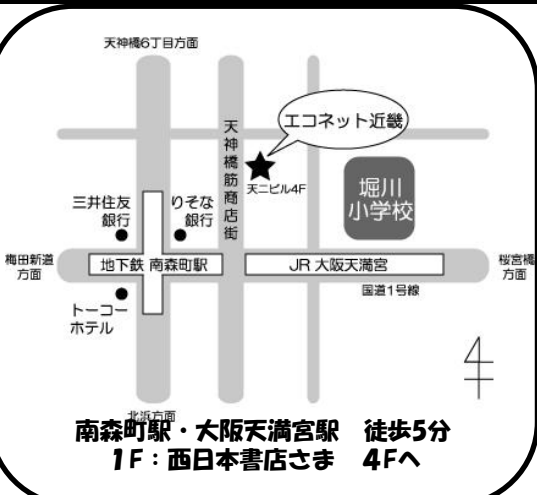 天神橋6丁目方面
エコネット近畿
天神橋筋商店街
天二ビル4F
堀川
小学校
三井住友
銀行
りそな
銀行
梅田新道
方面
地下鉄 南森町駅
JR 大阪天満宮
桜宮橋
方面
国道1号線
トーコー
ホテル
北浜方面
南森町駅・大阪天満宮駅 徒歩5分
1F:西日本書店さま 4Fへ